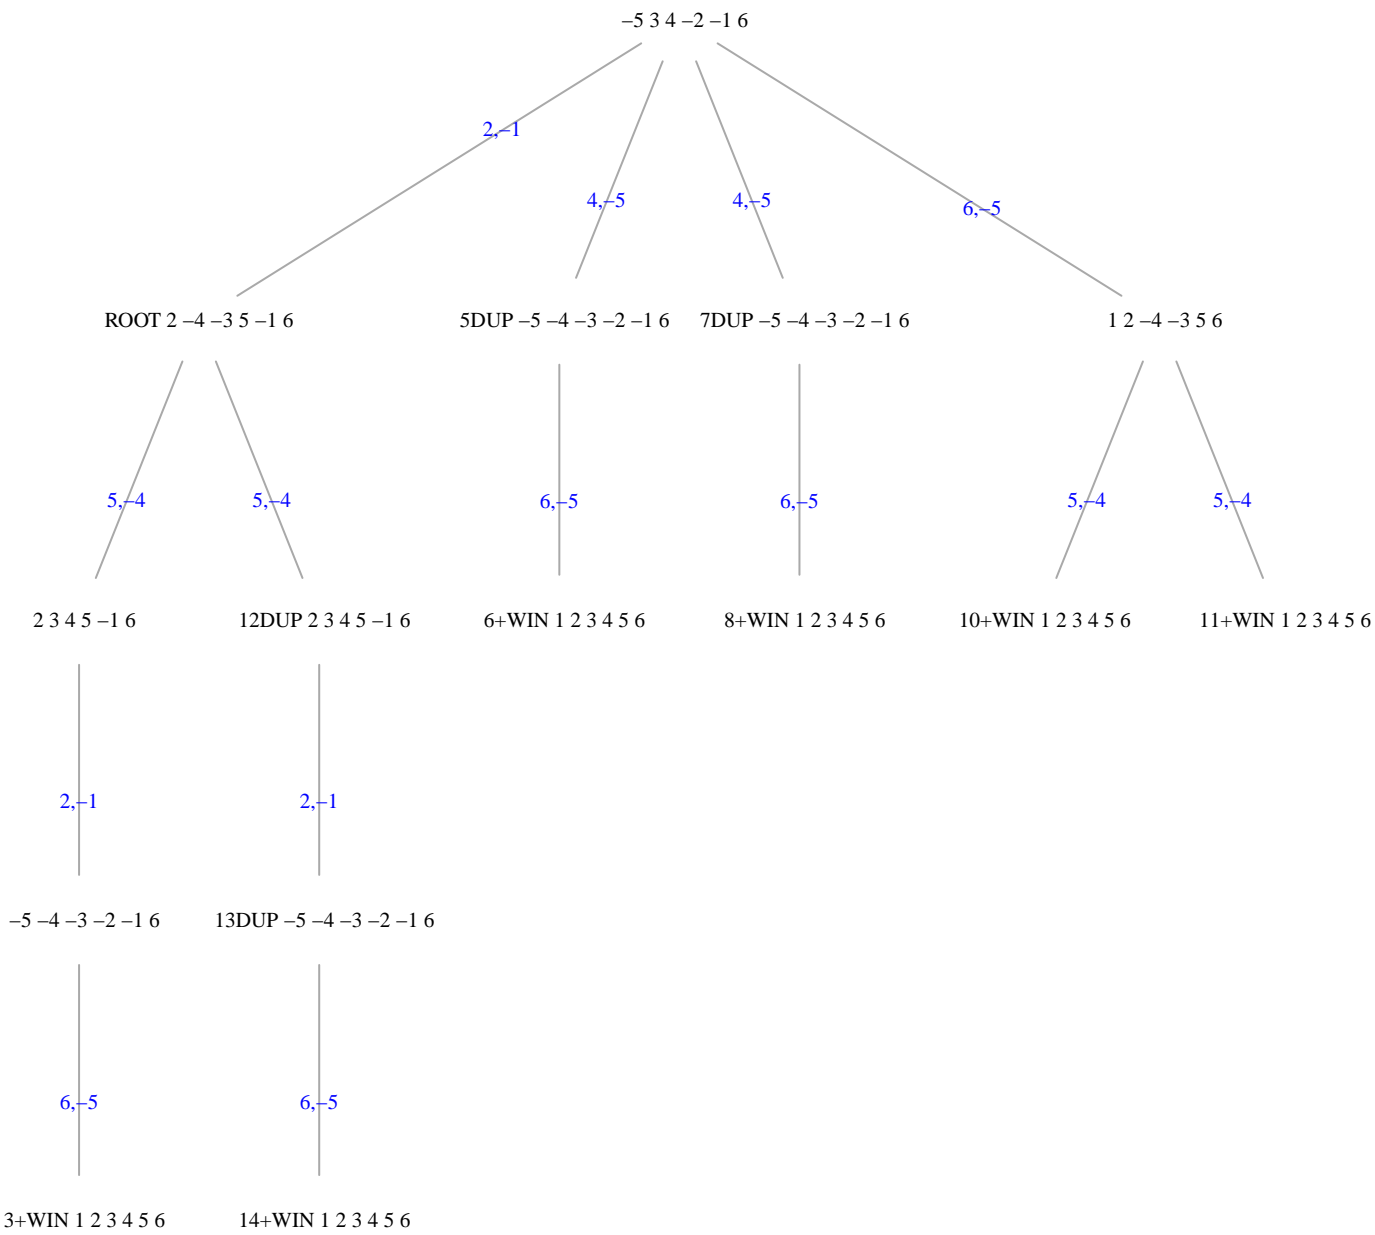 –5 3 4 –2 –1 6
2,–1
4,–5
4,–5
6,–5
ROOT 2 –4 –3 5 –1 6
5DUP –5 –4 –3 –2 –1 6
7DUP –5 –4 –3 –2 –1 6
1 2 –4 –3 5 6
5,–4
5,–4
6,–5
6,–5
5,–4
5,–4
2 3 4 5 –1 6
12DUP 2 3 4 5 –1 6
6+WIN 1 2 3 4 5 6
8+WIN 1 2 3 4 5 6
10+WIN 1 2 3 4 5 6
11+WIN 1 2 3 4 5 6
2,–1
2,–1
–5 –4 –3 –2 –1 6
13DUP –5 –4 –3 –2 –1 6
6,–5
6,–5
3+WIN 1 2 3 4 5 6
14+WIN 1 2 3 4 5 6